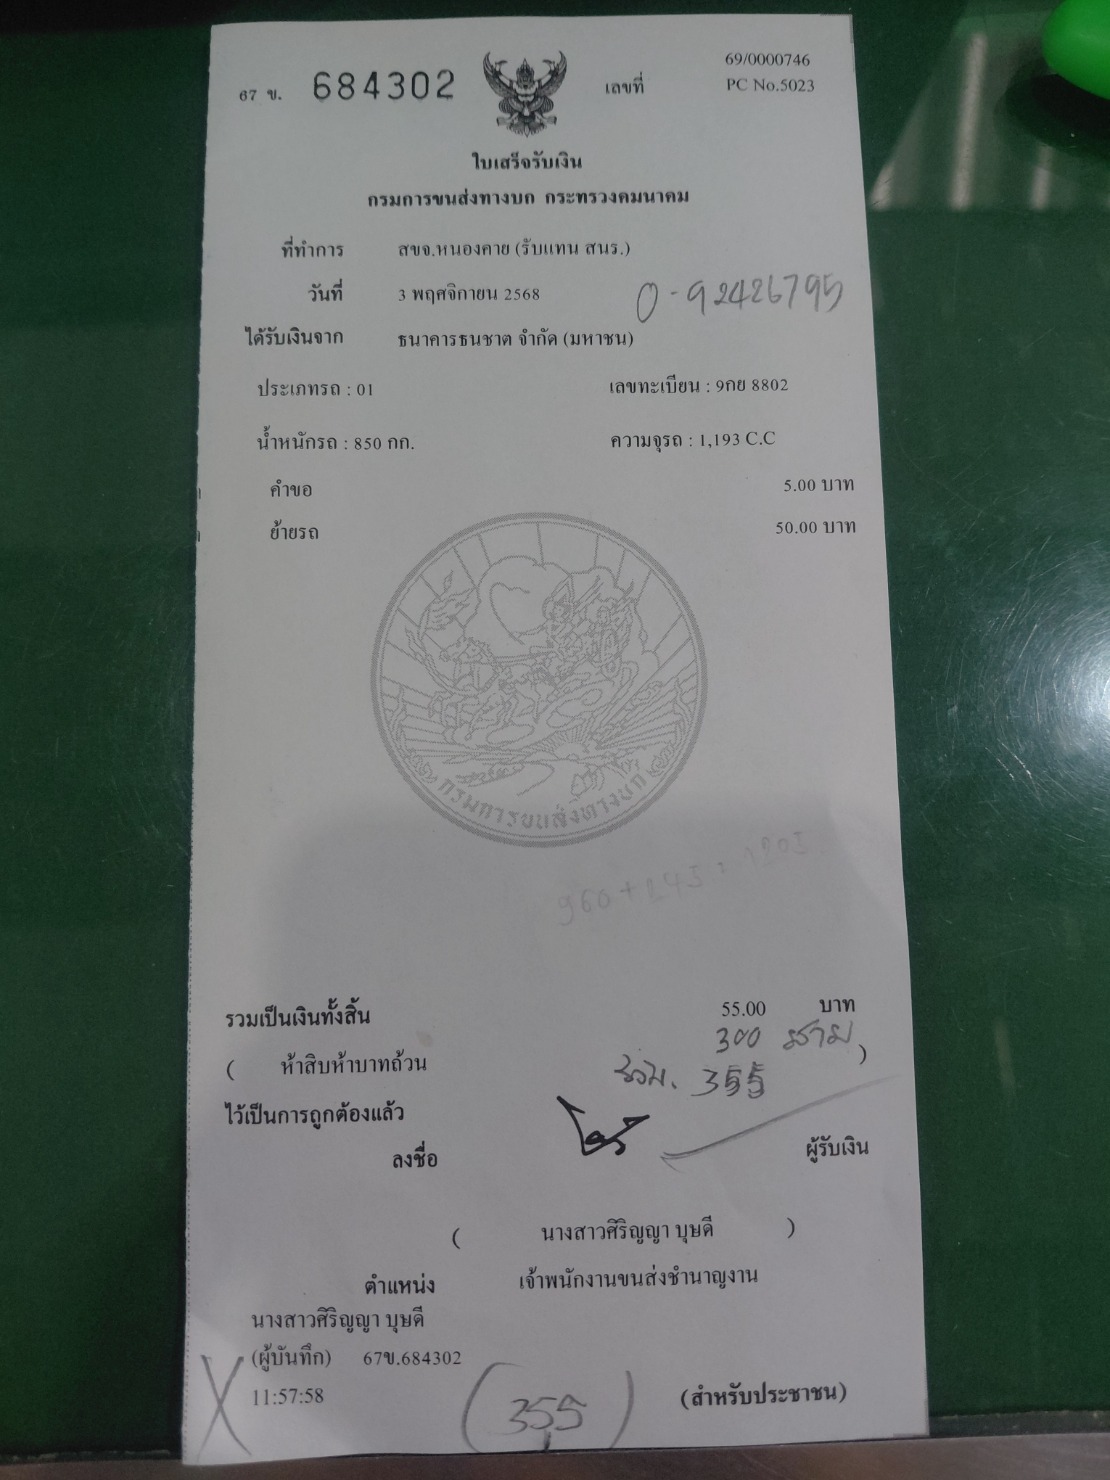 67 ข. 684302 เลขที่ 69/0000746
PC No.5023
ใบเสร็จรับเงิน
กรมการขนส่งทางบก กระทรวงคมนาคม
ที่ทำการ สขจ.หนองคาย (รับแทน สนร.)
วันที่ 3 พฤศจิกายน 2568 0-92426795
ได้รับเงินจาก ธนาคารธนชาต จำกัด (มหาชน)
ประเภทรถ : 01 เลขทะเบียน : 9กย 8802
น้ำหนักรถ : 850 กก. ความจุรถ : 1,193 C.C
คำขอ 5.00 บาท
ย้ายรถ 50.00 บาท
กรมการขนส่งทางบก
960 + 245 = 1205
รวมเป็นเงินทั้งสิ้น 55.00 บาท
300
( ห้าสิบห้าบาทถ้วน )
รวม. 355
ไว้เป็นการถูกต้องแล้ว
ลงชื่อ ผู้รับเงิน
( นางสาวศิริญญา บุษดี )
ตำแหน่ง เจ้าพนักงานขนส่งชำนาญงาน
นางสาวศิริญญา บุษดี
(ผู้บันทึก) 67ข.684302
11:57:58 (355) (สำหรับประชาชน)